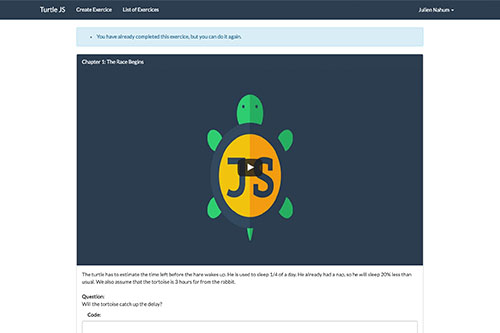 Turtle JS Create Exercice List of Exercices Julien Nahum
You have already completed this exercice, but you can do it again.
Chapter 1: The Race Begins
JS
The turtle has to estimate the time left before the hare wakes up. He is used to sleep 1/4 of a day. He already had a nap, so he will sleep 20% less than
usual. We also assume that the tortoise is 3 hours far from the rabbit.
Question:
Will the tortoise catch up the delay?
Code: